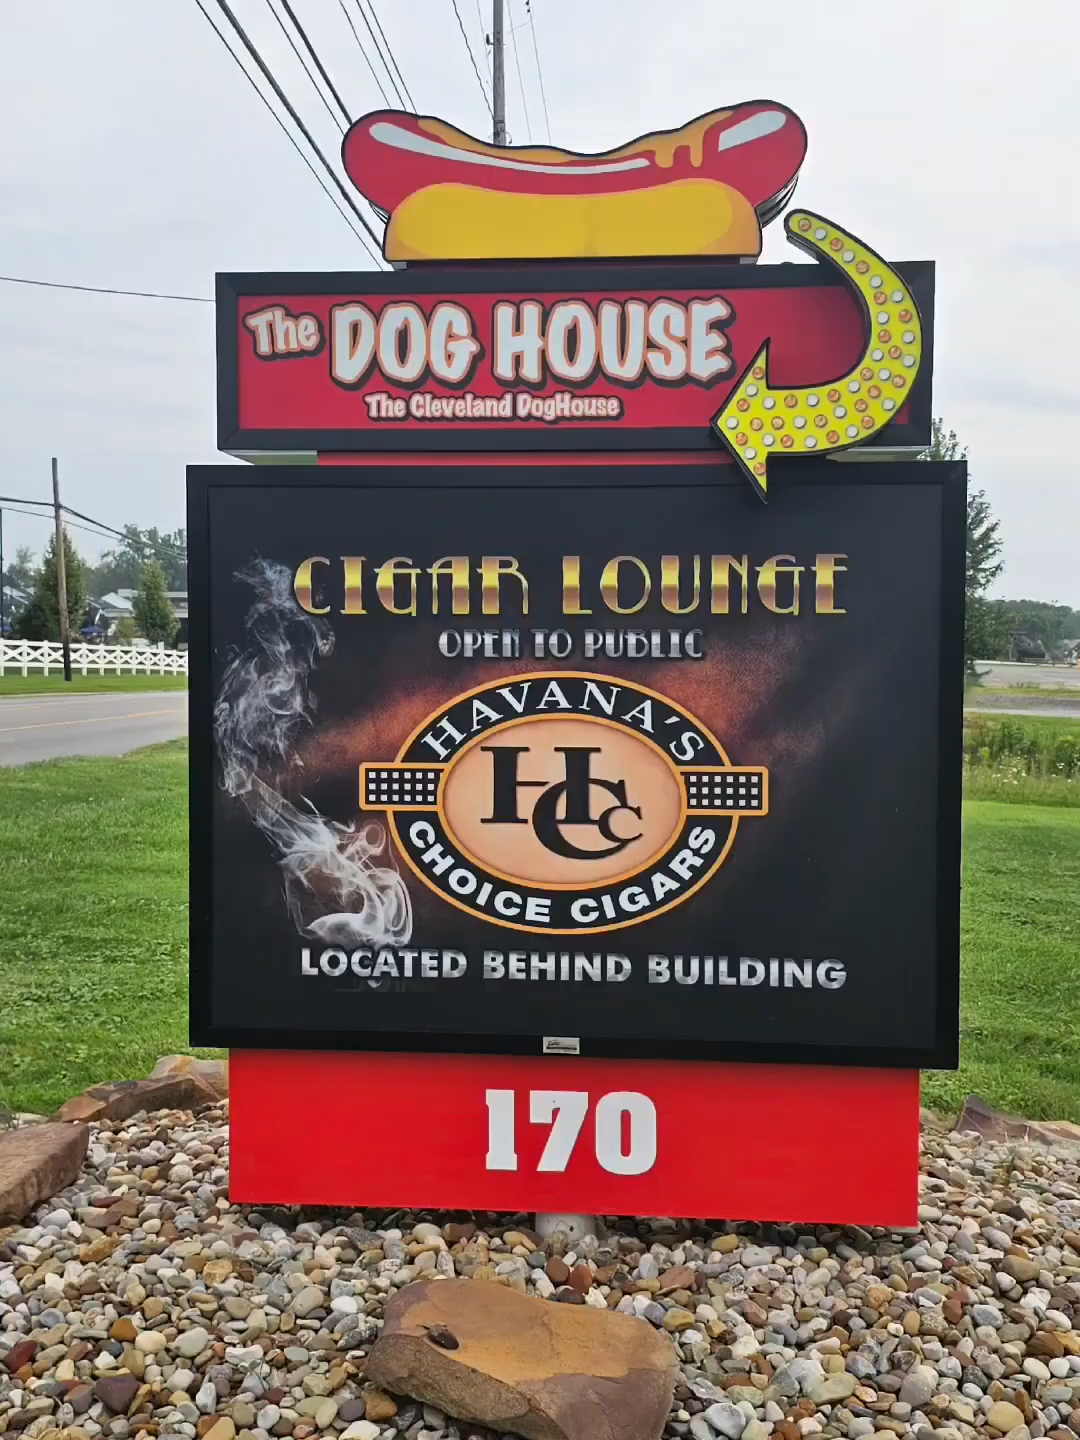 The DOG HOUSE
The Cleveland DogHouse
CIGAR LOUNGE
OPEN TO PUBLIC
HAVANA'S
HCC
CHOICE CIGARS
LOCATED BEHIND BUILDING
170